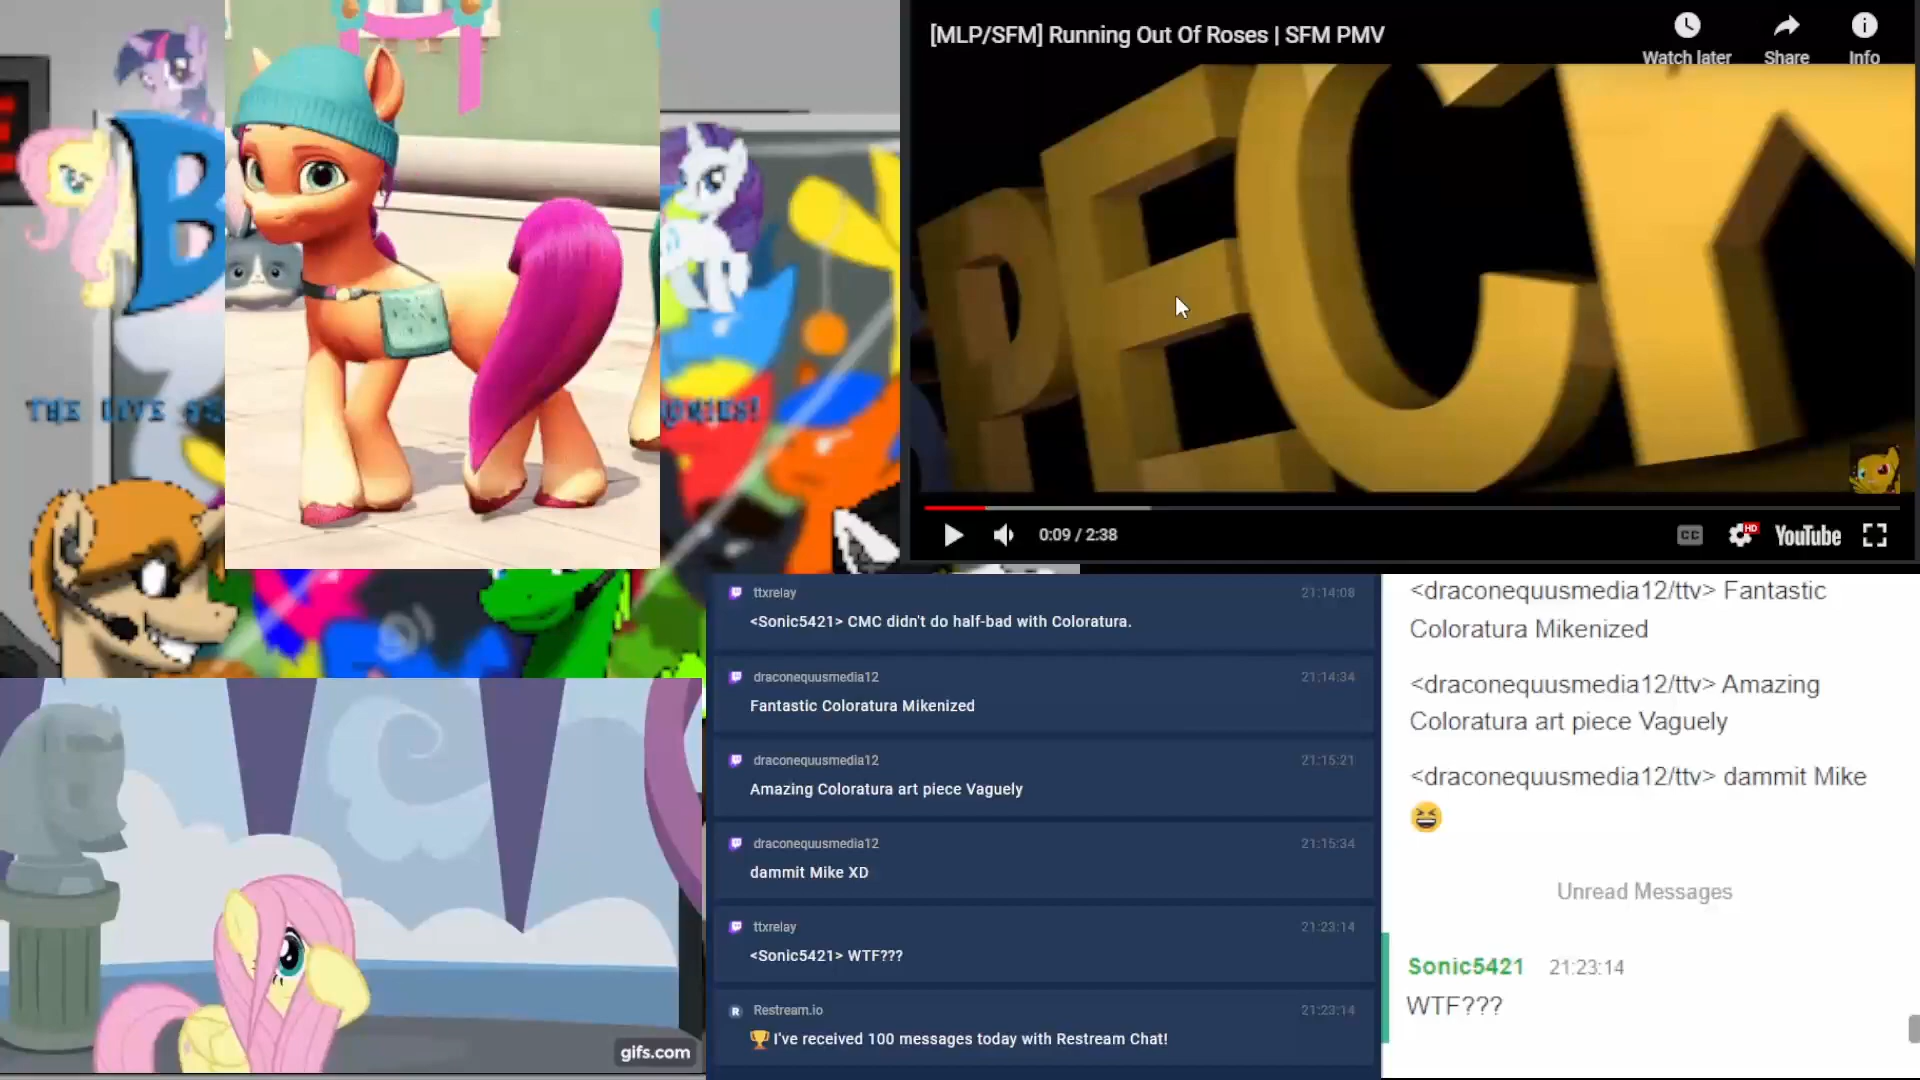 [MLP/SFM] Running Out Of Roses | SFM PMV
Watch later
Share
Info
PECK
0:09 / 2:38
CC
HD
YouTube
B
THE LIVE
gifs.com
ttxrelay 21:14:08
<Sonic5421> CMC didn't do half-bad with Coloratura.
draconequusmedia12 21:14:34
Fantastic Coloratura Mikenized
draconequusmedia12 21:15:21
Amazing Coloratura art piece Vaguely
draconequusmedia12 21:15:34
dammit Mike XD
ttxrelay 21:23:14
<Sonic5421> WTF???
R Restream.io 21:23:14
🏆 I've received 100 messages today with Restream Chat!
<draconequusmedia12/ttv> Fantastic
Coloratura Mikenized
<draconequusmedia12/ttv> Amazing
Coloratura art piece Vaguely
<draconequusmedia12/ttv> dammit Mike
😆
Unread Messages
Sonic5421 21:23:14
WTF???